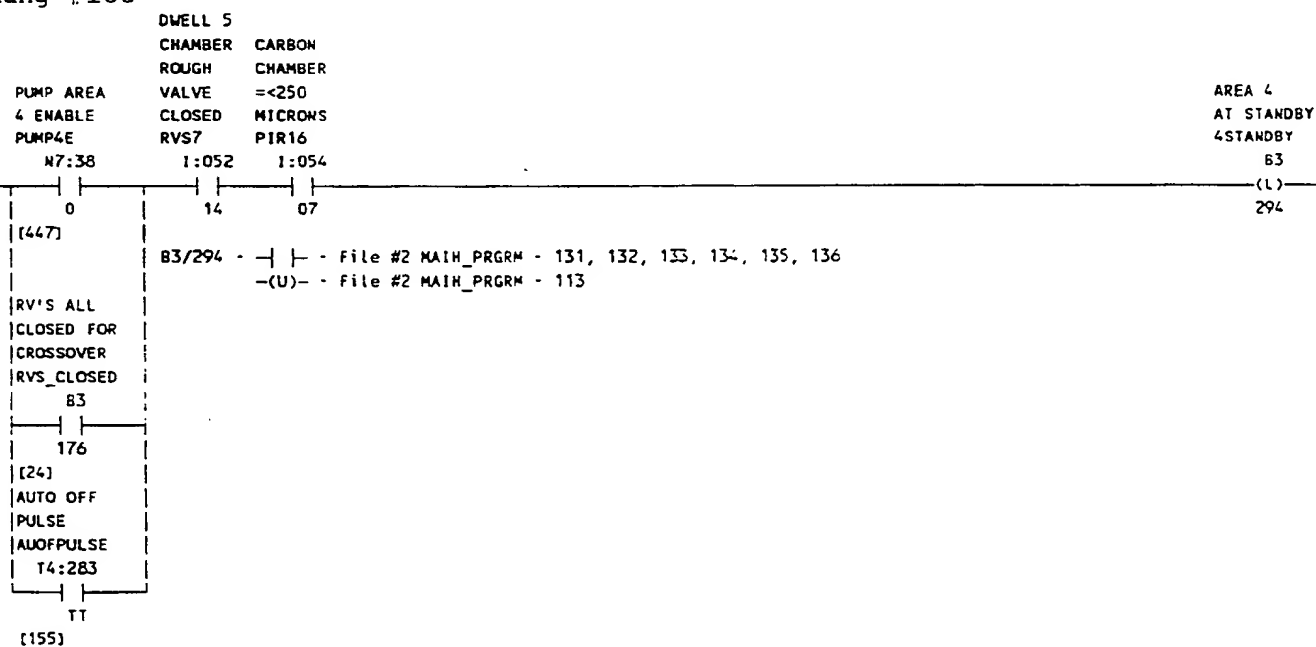 DWELL 5
CHAMBER CARBON
ROUGH CHAMBER
PUMP AREA VALVE =<250 AREA 4
4 ENABLE CLOSED MICRONS AT STANDBY
PUMP4E RVS7 PIR16 4STANDBY
N7:38 I:052 I:054 B3
(L)
0 14 07 294
[447]
B3/294 - ⊣ ⊢ - File #2 MAIN_PRGRM - 131, 132, 133, 134, 135, 136
-(U)- - File #2 MAIN_PRGRM - 113
RV'S ALL
CLOSED FOR
CROSSOVER
RVS_CLOSED
B3
176
[24]
AUTO OFF
PULSE
AUOFPULSE
T4:283
TT
[155]